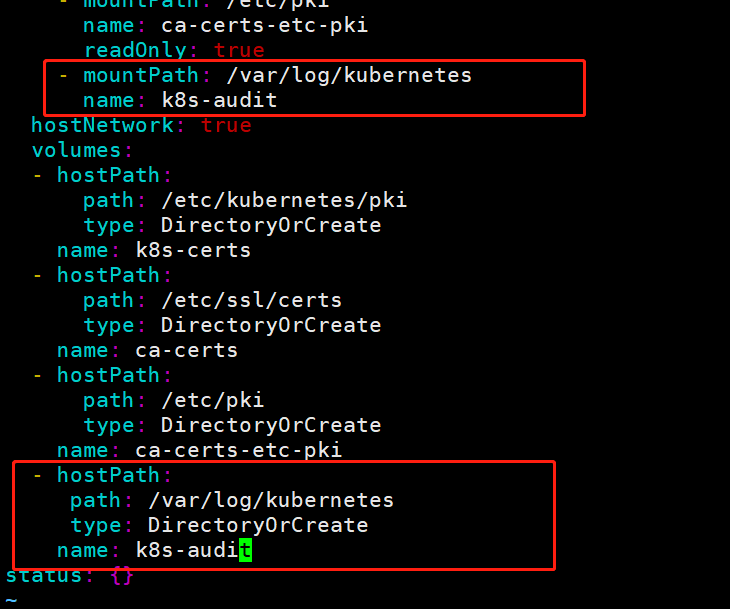 - mountPath: /etc/pki
name: ca-certs-etc-pki
readOnly: true
- mountPath: /var/log/kubernetes
name: k8s-audit
hostNetwork: true
volumes:
- hostPath:
path: /etc/kubernetes/pki
type: DirectoryOrCreate
name: k8s-certs
- hostPath:
path: /etc/ssl/certs
type: DirectoryOrCreate
name: ca-certs
- hostPath:
path: /etc/pki
type: DirectoryOrCreate
name: ca-certs-etc-pki
- hostPath:
path: /var/log/kubernetes
type: DirectoryOrCreate
name: k8s-audit
status: {}
~